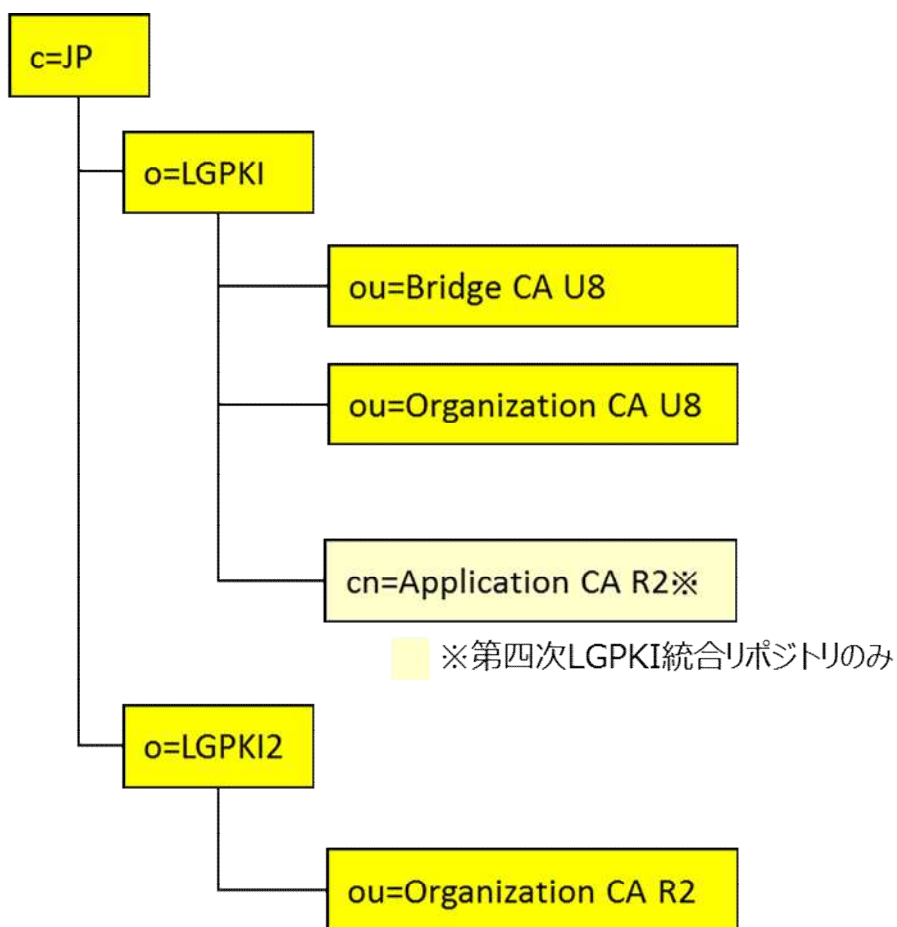 c=JP
o=LGPKI
ou=Bridge CA U8
ou=Organization CA U8
cn=Application CA R2※
※第四次LGPKI統合リポジトリのみ
o=LGPKI2
ou=Organization CA R2